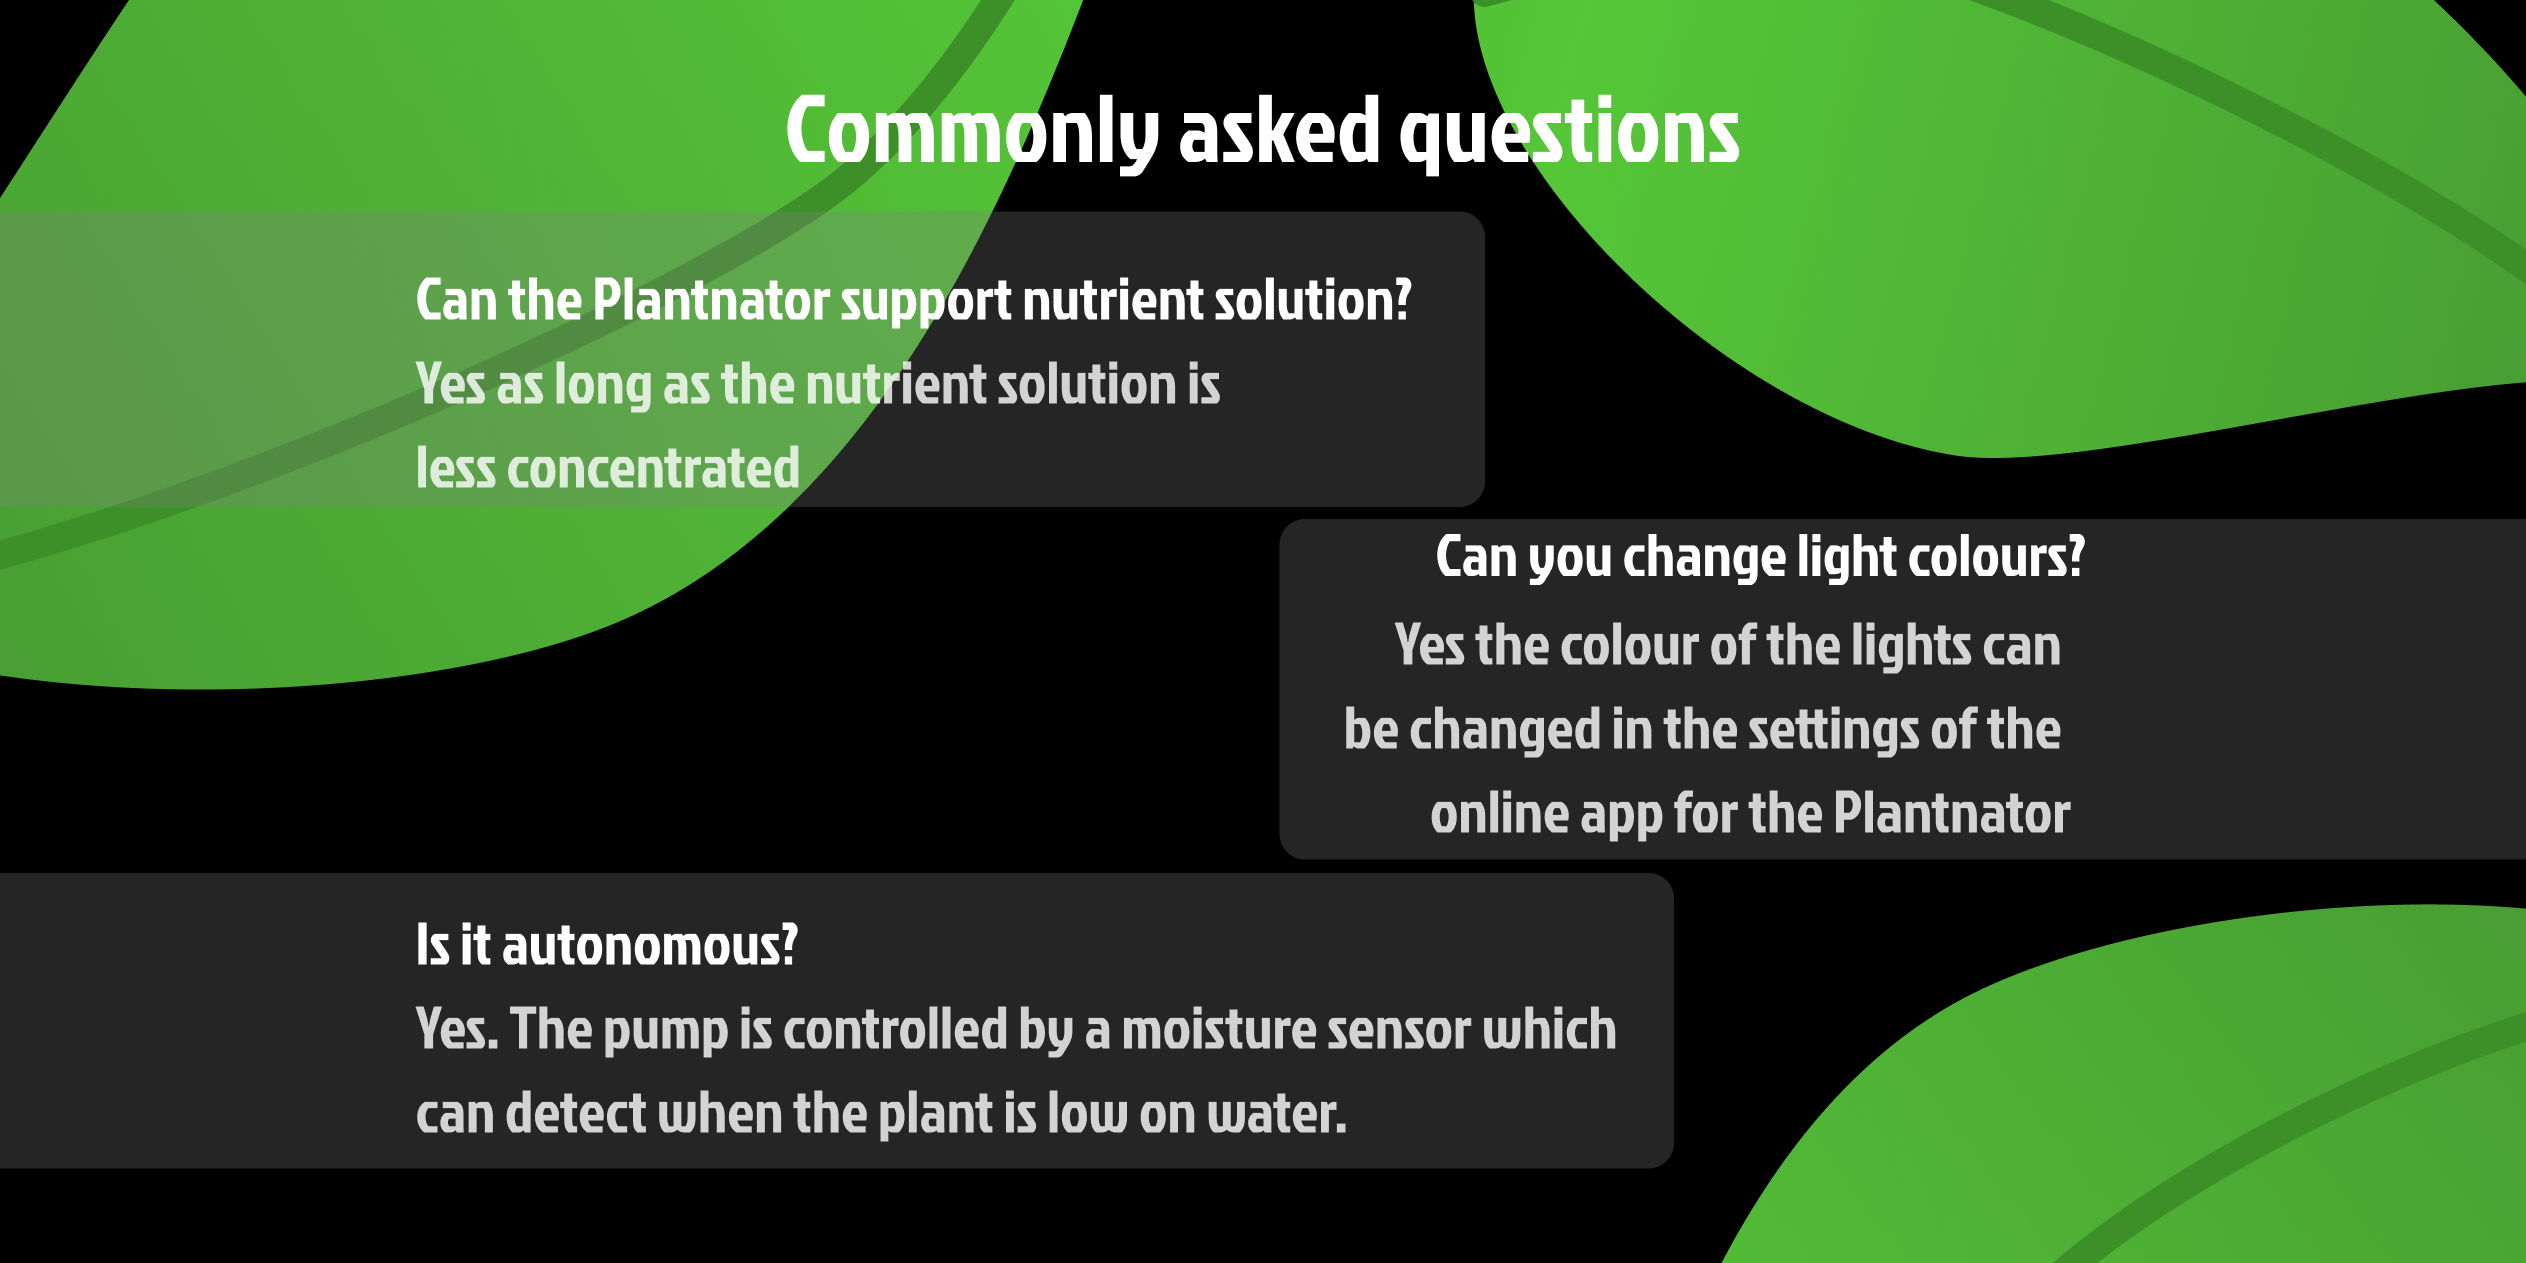 Commonly asked questions
Can the Plantnator support nutrient solution?
Yes as long as the nutrient solution is
less concentrated
Can you change light colours?
Yes the colour of the lights can
be changed in the settings of the
online app for the Plantnator
Is it autonomous?
Yes. The pump is controlled by a moisture sensor which
can detect when the plant is low on water.